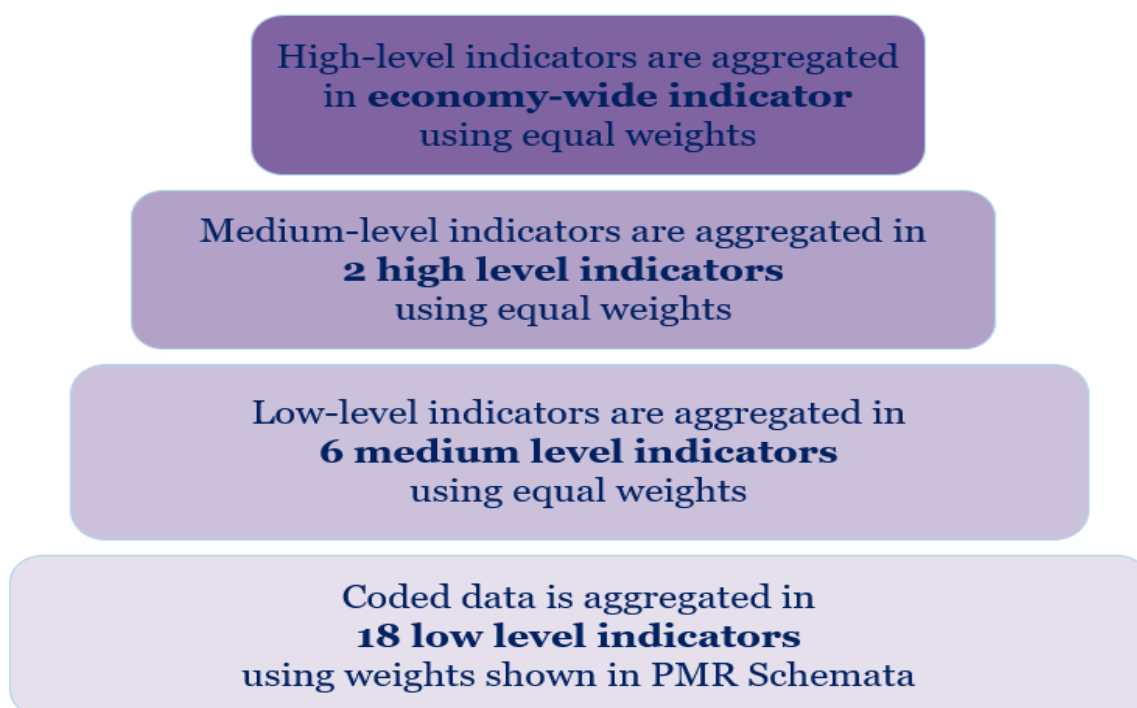 High-level indicators are aggregated
in economy-wide indicator
using equal weights
Medium-level indicators are aggregated in
2 high level indicators
using equal weights
Low-level indicators are aggregated in
6 medium level indicators
using equal weights
Coded data is aggregated in
18 low level indicators
using weights shown in PMR Schemata